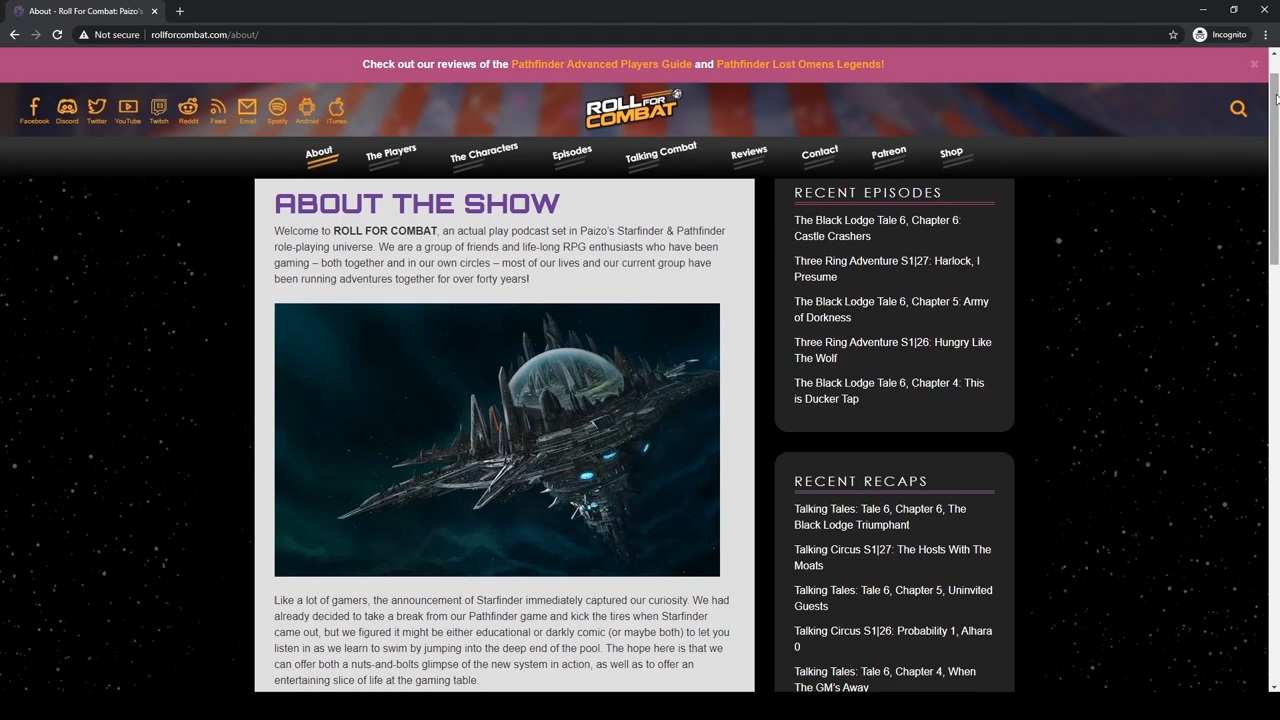 About - Roll For Combat: Paizo's
Not secure
rollforcombat.com/about/
Incognito
Check out our reviews of the Pathfinder Advanced Players Guide and Pathfinder Lost Omens Legends!
Facebook Discord Twitter YouTube Twitch Reddit Feed Email Spotify Android iTunes
ROLL FOR
COMBAT
About The Players The Characters Episodes Talking Combat Reviews Contact Patreon Shop
ABOUT THE SHOW
Welcome to ROLL FOR COMBAT, an actual play podcast set in Paizo's Starfinder & Pathfinder
role-playing universe. We are a group of friends and life-long RPG enthusiasts who have been
gaming – both together and in our own circles – most of our lives and our current group have
been running adventures together for over forty years!
Like a lot of gamers, the announcement of Starfinder immediately captured our curiosity. We had
already decided to take a break from our Pathfinder game and kick the tires when Starfinder
came out, but we figured it might be either educational or darkly comic (or maybe both) to let you
listen in as we learn to swim by jumping into the deep end of the pool. The hope here is that we
can offer both a nuts-and-bolts glimpse of the new system in action, as well as to offer an
entertaining slice of life at the gaming table.
RECENT EPISODES
The Black Lodge Tale 6, Chapter 6:
Castle Crashers
Three Ring Adventure S1|27: Harlock, I
Presume
The Black Lodge Tale 6, Chapter 5: Army
of Dorkness
Three Ring Adventure S1|26: Hungry Like
The Wolf
The Black Lodge Tale 6, Chapter 4: This
is Ducker Tap
RECENT RECAPS
Talking Tales: Tale 6, Chapter 6, The
Black Lodge Triumphant
Talking Circus S1|27: The Hosts With The
Moats
Talking Tales: Tale 6, Chapter 5, Uninvited
Guests
Talking Circus S1|26: Probability 1, Alhara
0
Talking Tales: Tale 6, Chapter 4, When
The GM's Away